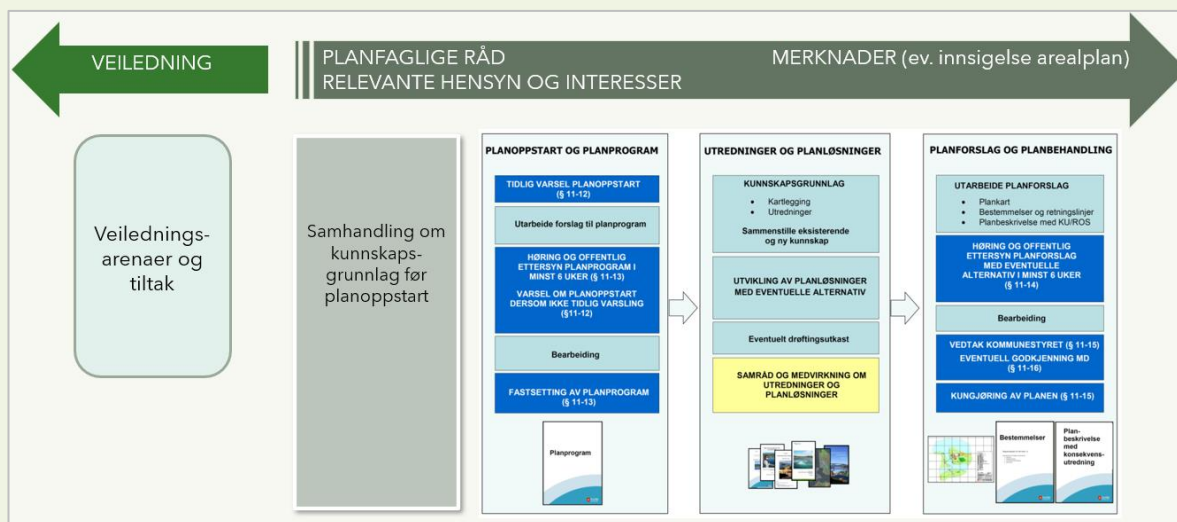 VEILEDNING
PLANFAGLIGE RÅD
RELEVANTE HENSYN OG INTERESSER
MERKNADER (ev. innsigelse arealplan)
Veilednings-
arenaer og
tiltak
Samhandling om
kunnskaps-
grunnlag før
planoppstart
PLANOPPSTART OG PLANPROGRAM
TIDLIG VARSEL PLANOPPSTART
(§ 11-12)
Utarbeide forslag til planprogram
HØRING OG OFFENTLIG
ETTERSYN PLANPROGRAM I
MINST 6 UKER (§ 11-13)
VARSEL OM PLANOPPSTART
DERSOM IKKE TIDLIG VARSLING
(§11-12)
Bearbeiding
FASTSETTING AV PLANPROGRAM
(§ 11-13)
Planprogram
UTREDNINGER OG PLANLØSNINGER
KUNNSKAPSGRUNNLAG
• Kartlegging
• Utredninger
Sammenstille eksisterende
og ny kunnskap
UTVIKLING AV PLANLØSNINGER
MED EVENTUELLE ALTERNATIV
Eventuelt drøftingsutkast
SAMRÅD OG MEDVIRKNING OM
UTREDNINGER OG
PLANLØSNINGER
PLANFORSLAG OG PLANBEHANDLING
UTARBEIDE PLANFORSLAG
• Plankart
• Bestemmelser og retningslinjer
• Planbeskrivelse med KU/ROS
HØRING OG OFFENTLIG
ETTERSYN PLANFORSLAG
MED EVENTUELLE
ALTERNATIV I MINST 6 UKER
(§ 11-14)
Bearbeiding
VEDTAK KOMMUNESTYRET (§ 11-15)
EVENTUELL GODKJENNING MD
(§ 11-16)
KUNGJØRING AV PLANEN (§ 11-15)
Bestemmelser
Plan-
beskrivelse
med
konsekvens-
utredning